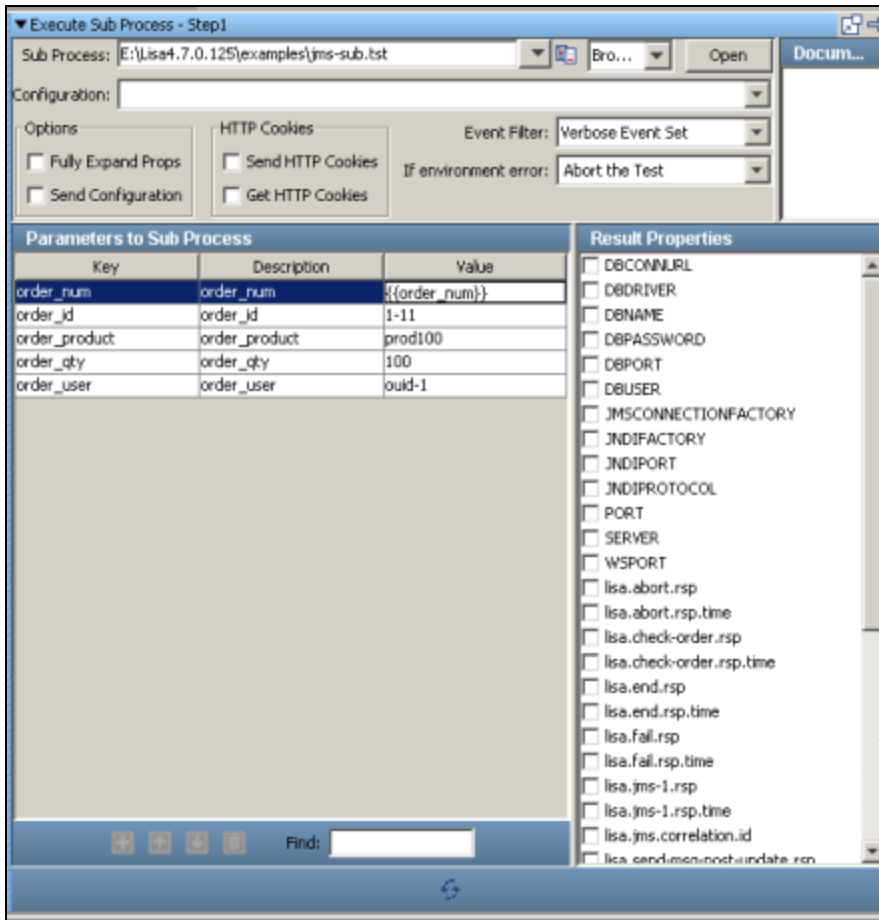 Execute Sub Process - Step1
Sub Process: E:\Lisa4.7.0.125\examples\jms-sub.tst Bro... Open Docum...
Configuration:
Options HTTP Cookies Event Filter: Verbose Event Set
Fully Expand Props Send HTTP Cookies If environment error: Abort the Test
Send Configuration Get HTTP Cookies
Parameters to Sub Process Result Properties
Key Description Value
order_num order_num {{order_num}}
order_id order_id 1-11
order_product order_product prod100
order_qty order_qty 100
order_user order_user ouid-1
DBCONNURL
DBDRIVER
DBNAME
DBPASSWORD
DBPORT
DBUSER
JMSCONNECTIONFACTORY
JNDIFACTORY
JNDIPORT
JNDIPROTOCOL
PORT
SERVER
WSPORT
lisa.abort.rsp
lisa.abort.rsp.time
lisa.check-order.rsp
lisa.check-order.rsp.time
lisa.end.rsp
lisa.end.rsp.time
lisa.fail.rsp
lisa.fail.rsp.time
lisa.jms-1.rsp
lisa.jms-1.rsp.time
lisa.jms.correlation.id
lisa.send-msg-post-update.rsp
Find: